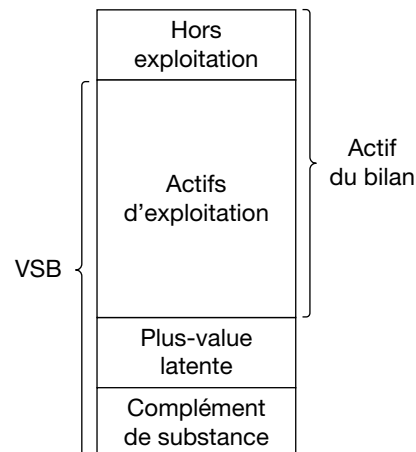 Hors
exploitation
Actifs
d’exploitation
Actif
du bilan
VSB
Plus-value
latente
Complément
de substance